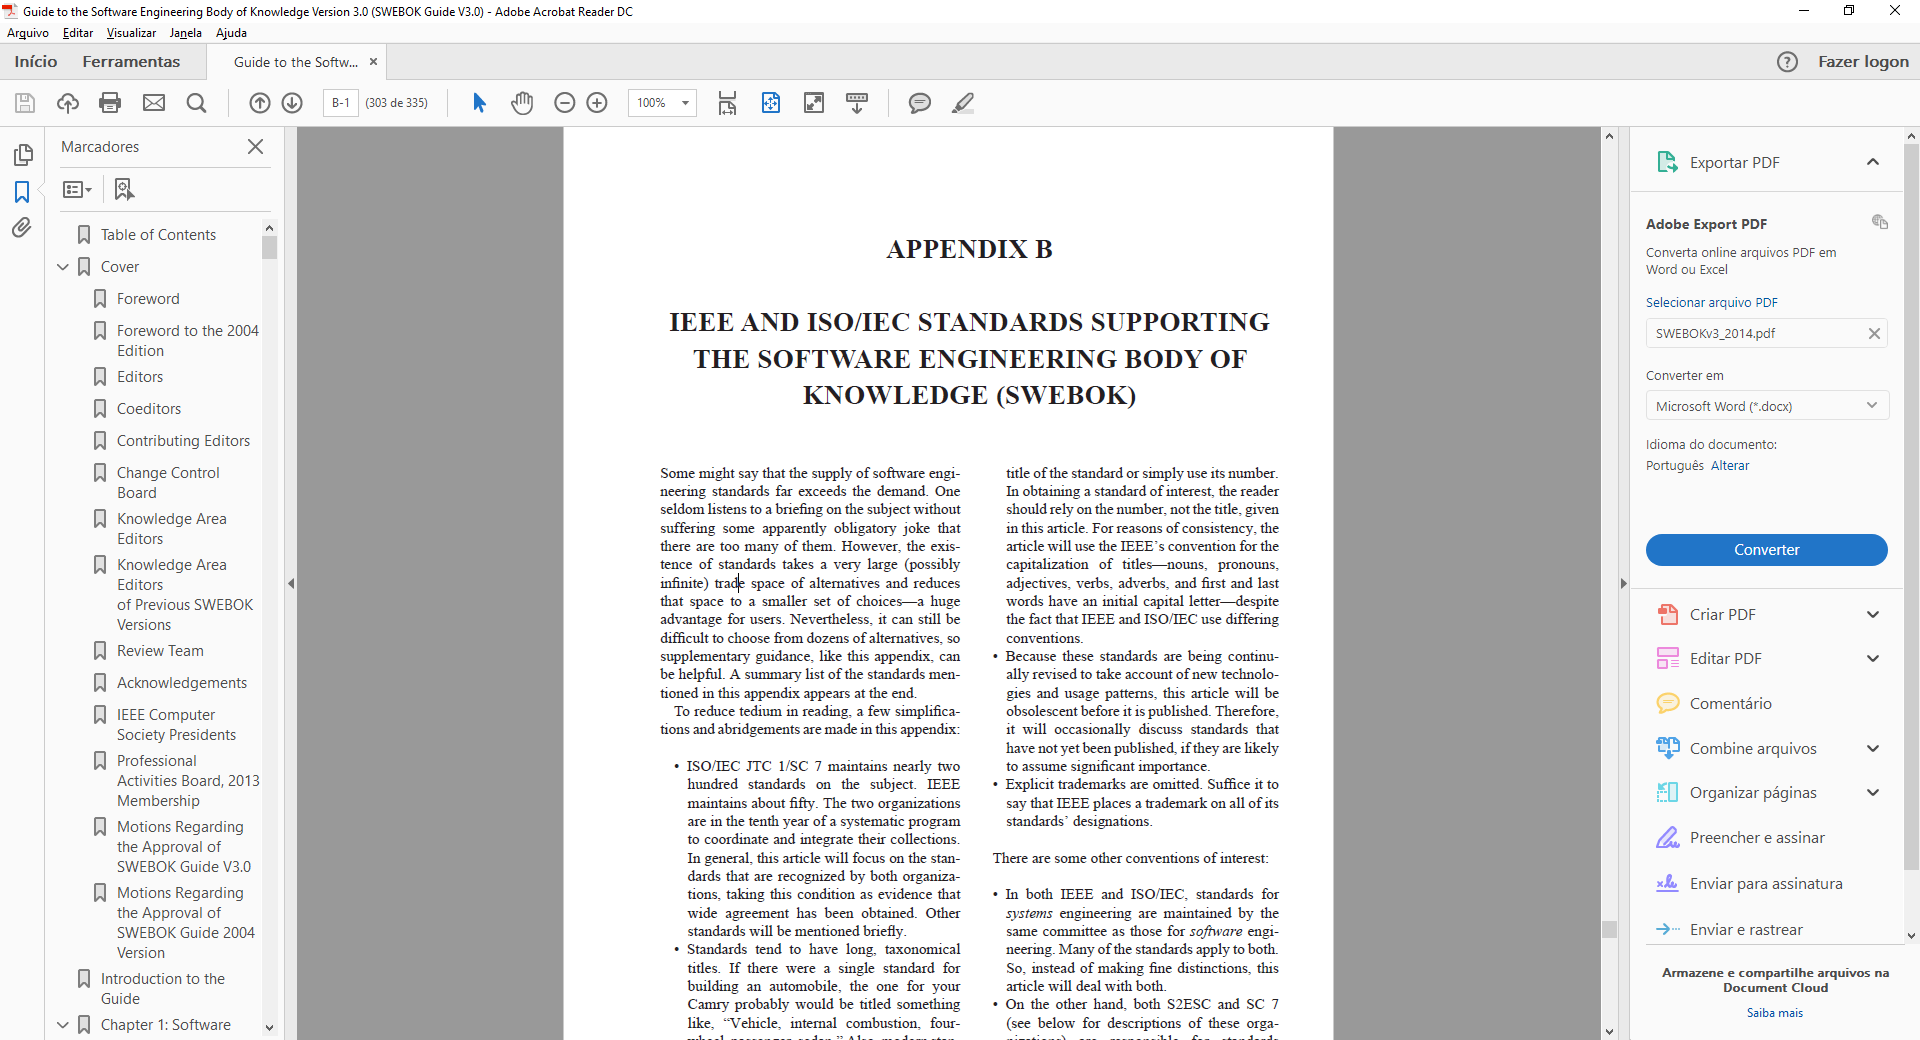 Guide to the Software Engineering Body of Knowledge Version 3.0 (SWEBOK Guide V3.0) - Adobe Acrobat Reader DC
Arquivo Editar Visualizar Janela Ajuda
Início Ferramentas Guide to the Softw... Fazer logon
B-1 (303 de 335) 100%
Marcadores
Table of Contents
Cover
Foreword
Foreword to the 2004
Edition
Editors
Coeditors
Contributing Editors
Change Control
Board
Knowledge Area
Editors
Knowledge Area
Editors
of Previous SWEBOK
Versions
Review Team
Acknowledgements
IEEE Computer
Society Presidents
Professional
Activities Board, 2013
Membership
Motions Regarding
the Approval of
SWEBOK Guide V3.0
Motions Regarding
the Approval of
SWEBOK Guide 2004
Version
Introduction to the
Guide
Chapter 1: Software
APPENDIX B
IEEE AND ISO/IEC STANDARDS SUPPORTING
THE SOFTWARE ENGINEERING BODY OF
KNOWLEDGE (SWEBOK)
Some might say that the supply of software engi-
neering standards far exceeds the demand. One
seldom listens to a briefing on the subject without
suffering some apparently obligatory joke that
there are too many of them. However, the exis-
tence of standards takes a very large (possibly
infinite) trade space of alternatives and reduces
that space to a smaller set of choices—a huge
advantage for users. Nevertheless, it can still be
difficult to choose from dozens of alternatives, so
supplementary guidance, like this appendix, can
be helpful. A summary list of the standards men-
tioned in this appendix appears at the end.
To reduce tedium in reading, a few simplifica-
tions and abridgements are made in this appendix:
• ISO/IEC JTC 1/SC 7 maintains nearly two
hundred standards on the subject. IEEE
maintains about fifty. The two organizations
are in the tenth year of a systematic program
to coordinate and integrate their collections.
In general, this article will focus on the stan-
dards that are recognized by both organiza-
tions, taking this condition as evidence that
wide agreement has been obtained. Other
standards will be mentioned briefly.
• Standards tend to have long, taxonomical
titles. If there were a single standard for
building an automobile, the one for your
Camry probably would be titled something
like, “Vehicle, internal combustion, four-
title of the standard or simply use its number.
In obtaining a standard of interest, the reader
should rely on the number, not the title, given
in this article. For reasons of consistency, the
article will use the IEEE’s convention for the
capitalization of titles—nouns, pronouns,
adjectives, verbs, adverbs, and first and last
words have an initial capital letter—despite
the fact that IEEE and ISO/IEC use differing
conventions.
• Because these standards are being continu-
ally revised to take account of new technolo-
gies and usage patterns, this article will be
obsolescent before it is published. Therefore,
it will occasionally discuss standards that
have not yet been published, if they are likely
to assume significant importance.
• Explicit trademarks are omitted. Suffice it to
say that IEEE places a trademark on all of its
standards’ designations.
There are some other conventions of interest:
• In both IEEE and ISO/IEC, standards for
systems engineering are maintained by the
same committee as those for software engi-
neering. Many of the standards apply to both.
So, instead of making fine distinctions, this
article will deal with both.
• On the other hand, both S2ESC and SC 7
(see below for descriptions of these orga-
Exportar PDF
Adobe Export PDF
Converta online arquivos PDF em
Word ou Excel
Selecionar arquivo PDF
SWEBOKv3_2014.pdf
Converter em
Microsoft Word (*.docx)
Idioma do documento:
Português Alterar
Converter
Criar PDF
Editar PDF
Comentário
Combine arquivos
Organizar páginas
Preencher e assinar
Enviar para assinatura
Enviar e rastrear
Armazene e compartilhe arquivos na
Document Cloud
Saiba mais